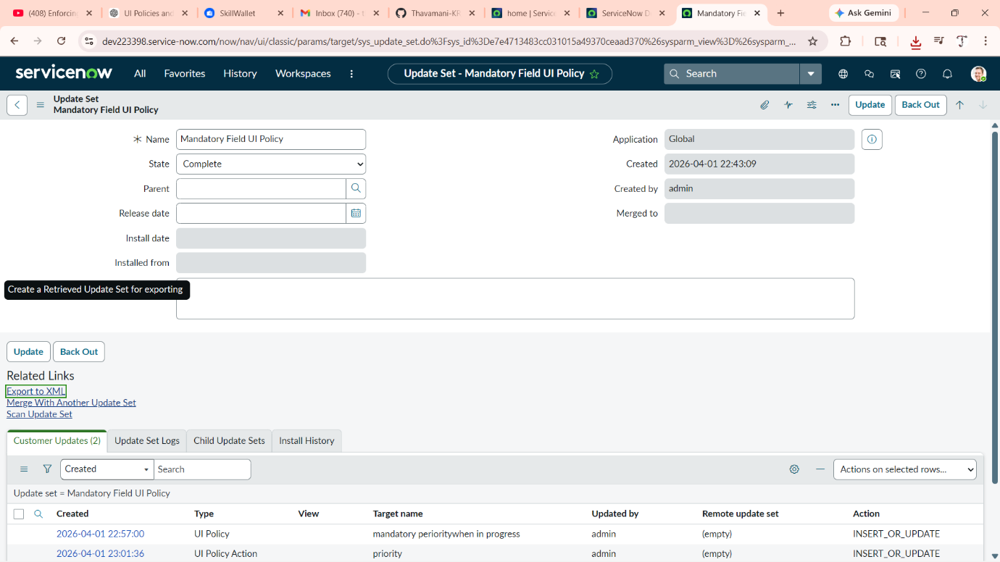 (408) Enforcin
UI Policies and
SkillWallet
Inbox (740) - t
Thavamani-KR
home | Service
ServiceNow D
Mandatory Fie
Ask Gemini
dev223398.service-now.com/now/nav/ui/classic/params/target/sys_update_set.do%3Fsys_id%3De7e4713483cc031015a49370ceaad370%26sysparm_view%3D%26sysparm_...
servicenow
All
Favorites
History
Workspaces
Update Set - Mandatory Field UI Policy
Search
Update Set
Mandatory Field UI Policy
Update
Back Out
Name
Mandatory Field UI Policy
Application
Global
State
Complete
Created
2026-04-01 22:43:09
Parent
Created by
admin
Release date
Merged to
Install date
Installed from
Create a Retrieved Update Set for exporting
Update
Back Out
Related Links
Export to XML
Merge With Another Update Set
Scan Update Set
Customer Updates (2)
Update Set Logs
Child Update Sets
Install History
Created
Search
Actions on selected rows...
Update set = Mandatory Field UI Policy
Created Type View Target name Updated by Remote update set Action
2026-04-01 22:57:00 UI Policy mandatory perioritywhen in progress admin (empty) INSERT_OR_UPDATE
2026-04-01 23:01:36 UI Policy Action priority admin (empty) INSERT_OR_UPDATE